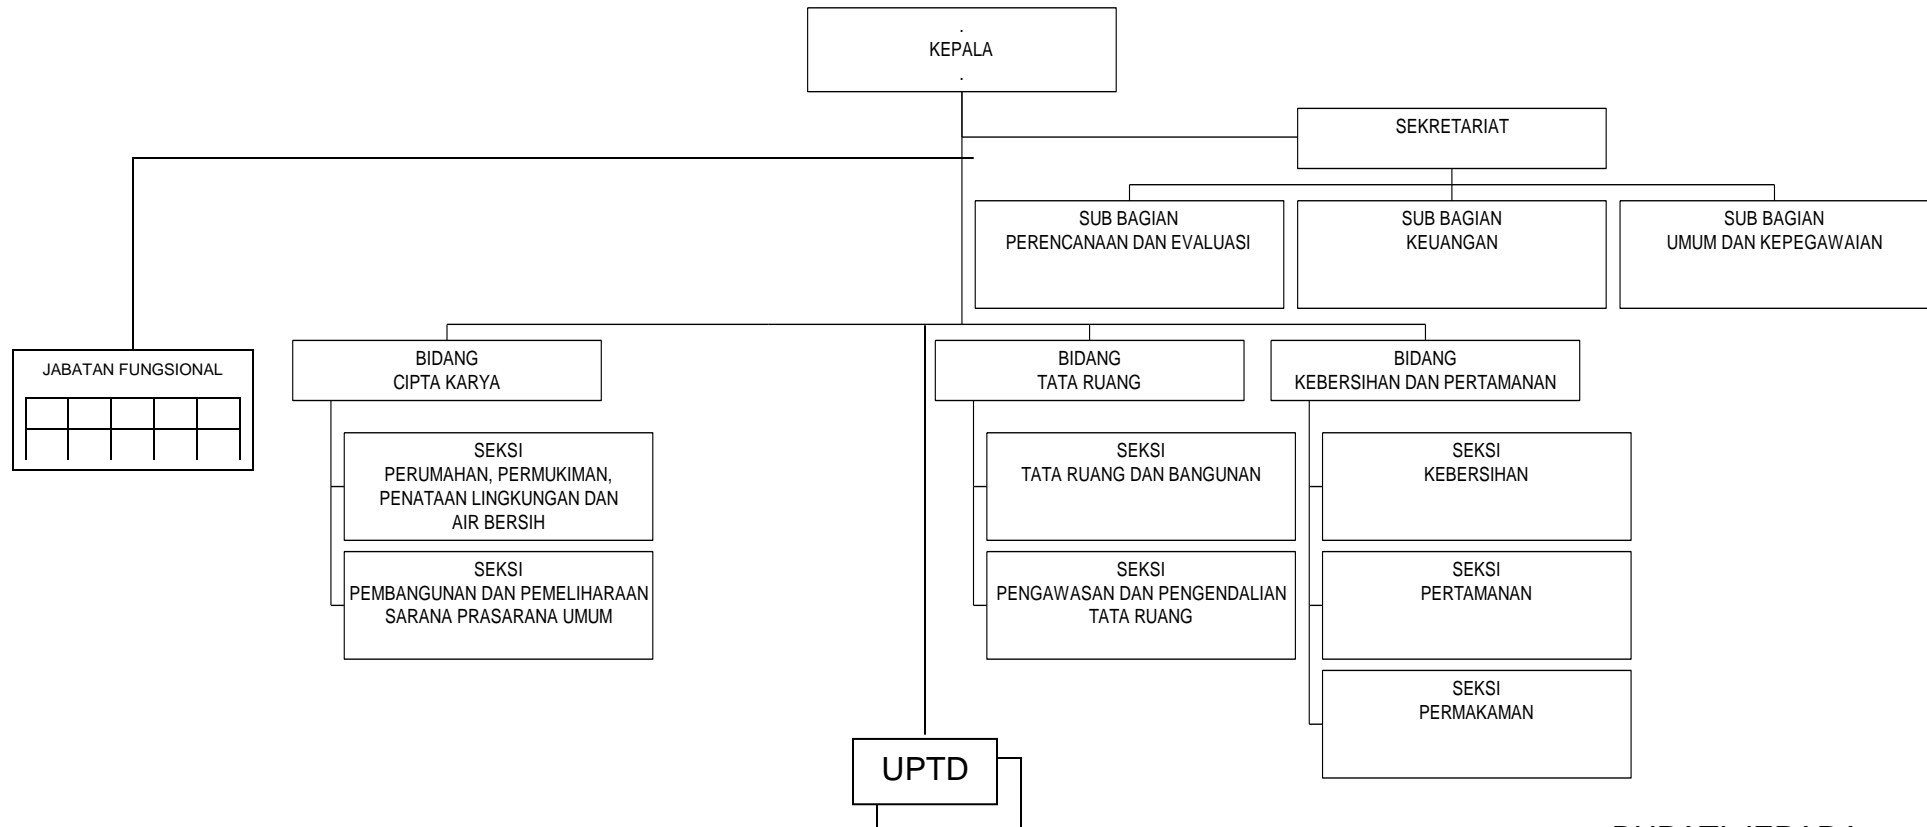 .
KEPALA
.
SEKRETARIAT
SUB BAGIAN
PERENCANAAN DAN EVALUASI
SUB BAGIAN
KEUANGAN
SUB BAGIAN
UMUM DAN KEPEGAWAIAN
JABATAN FUNGSIONAL
BIDANG
CIPTA KARYA
BIDANG
TATA RUANG
BIDANG
KEBERSIHAN DAN PERTAMANAN
SEKSI
PERUMAHAN, PERMUKIMAN,
PENATAAN LINGKUNGAN DAN
AIR BERSIH
SEKSI
PEMBANGUNAN DAN PEMELIHARAAN
SARANA PRASARANA UMUM
SEKSI
TATA RUANG DAN BANGUNAN
SEKSI
PENGAWASAN DAN PENGENDALIAN
TATA RUANG
SEKSI
KEBERSIHAN
SEKSI
PERTAMANAN
SEKSI
PERMAKAMAN
UPTD